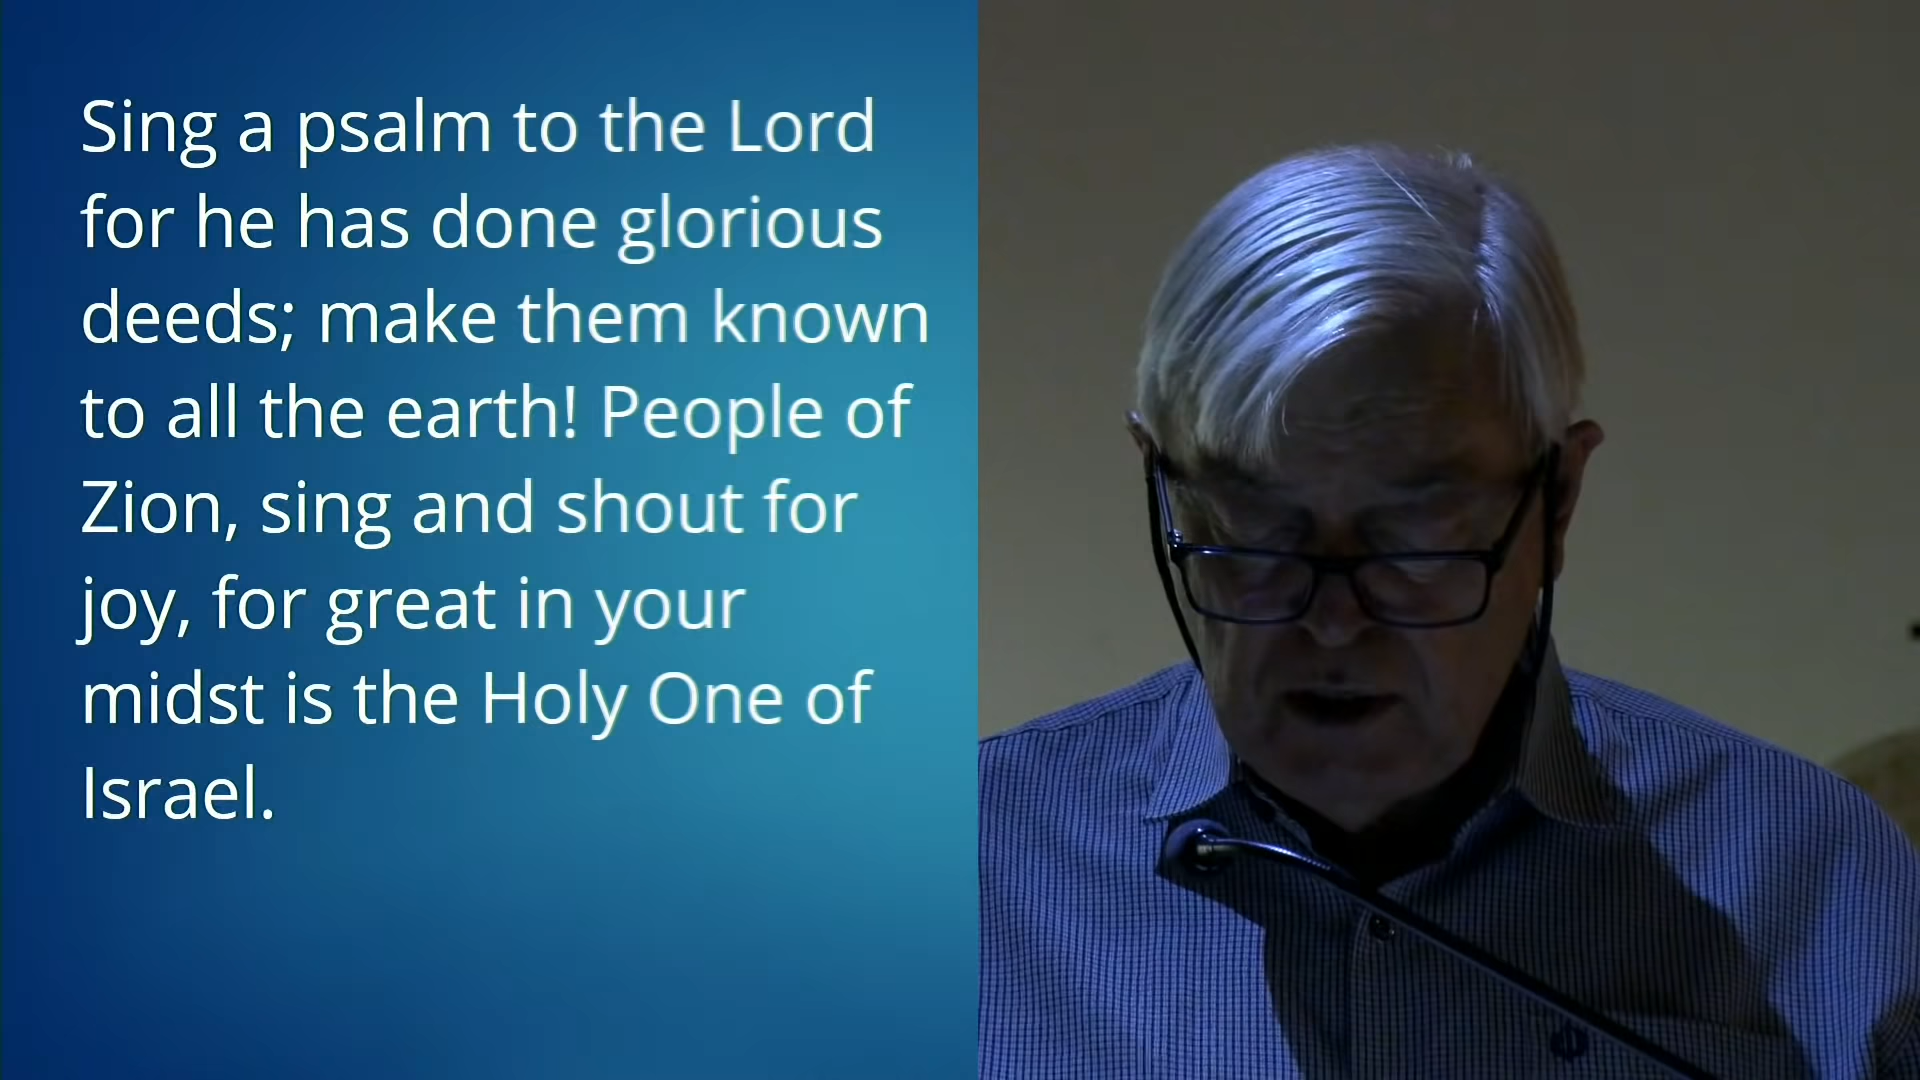 Sing a psalm to the Lord
for he has done glorious
deeds; make them known
to all the earth! People of
Zion, sing and shout for
joy, for great in your
midst is the Holy One of
Israel.